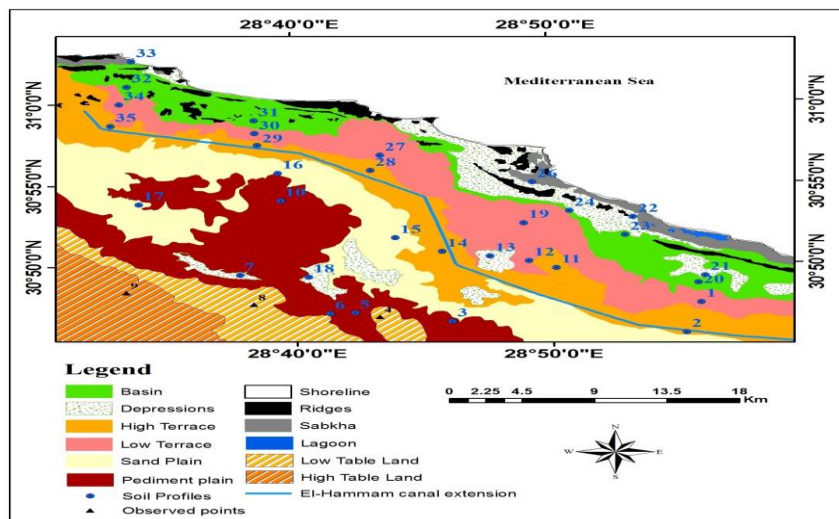 28°40'0"E 28°50'0"E
Mediterranean Sea
31°0'0"N
30°55'0"N
30°50'0"N
31°0'0"N
30°55'0"N
30°50'0"N
33
32
34
35
31
30
29
27
28
16
10
17
26
24
22
23
19
15
14
13
12
11
21
20
1
2
18
7
9
8
6
5
4
3
28°40'0"E 28°50'0"E
Legend
Basin
Depressions
High Terrace
Low Terrace
Sand Plain
Pediment plain
Soil Profiles
Observed points
Shoreline
Ridges
Sabkha
Lagoon
Low Table Land
High Table Land
El-Hammam canal extension
0 2.25 4.5 9 13.5 18
Km
N
W E
S